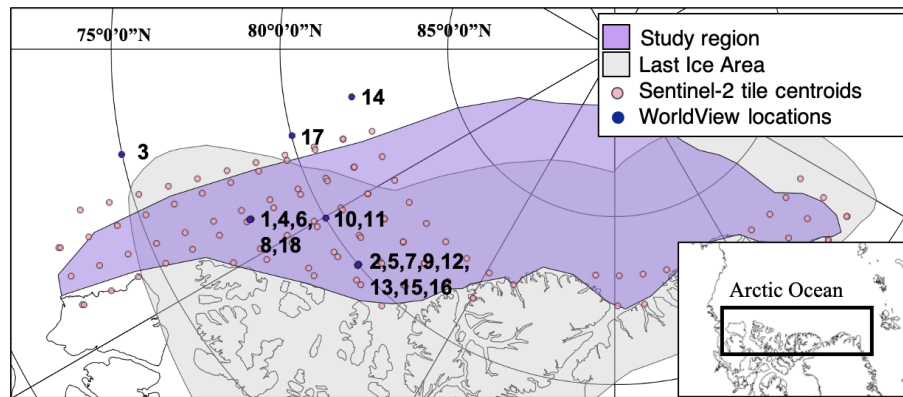 75°0'0”N
80°0'0”N
85°0'0”N
Study region
Last Ice Area
Sentinel-2 tile centroids
WorldView locations
14
17
3
1,4,6,
8,18
10,11
2,5,7,9,12,
13,15,16
Arctic Ocean